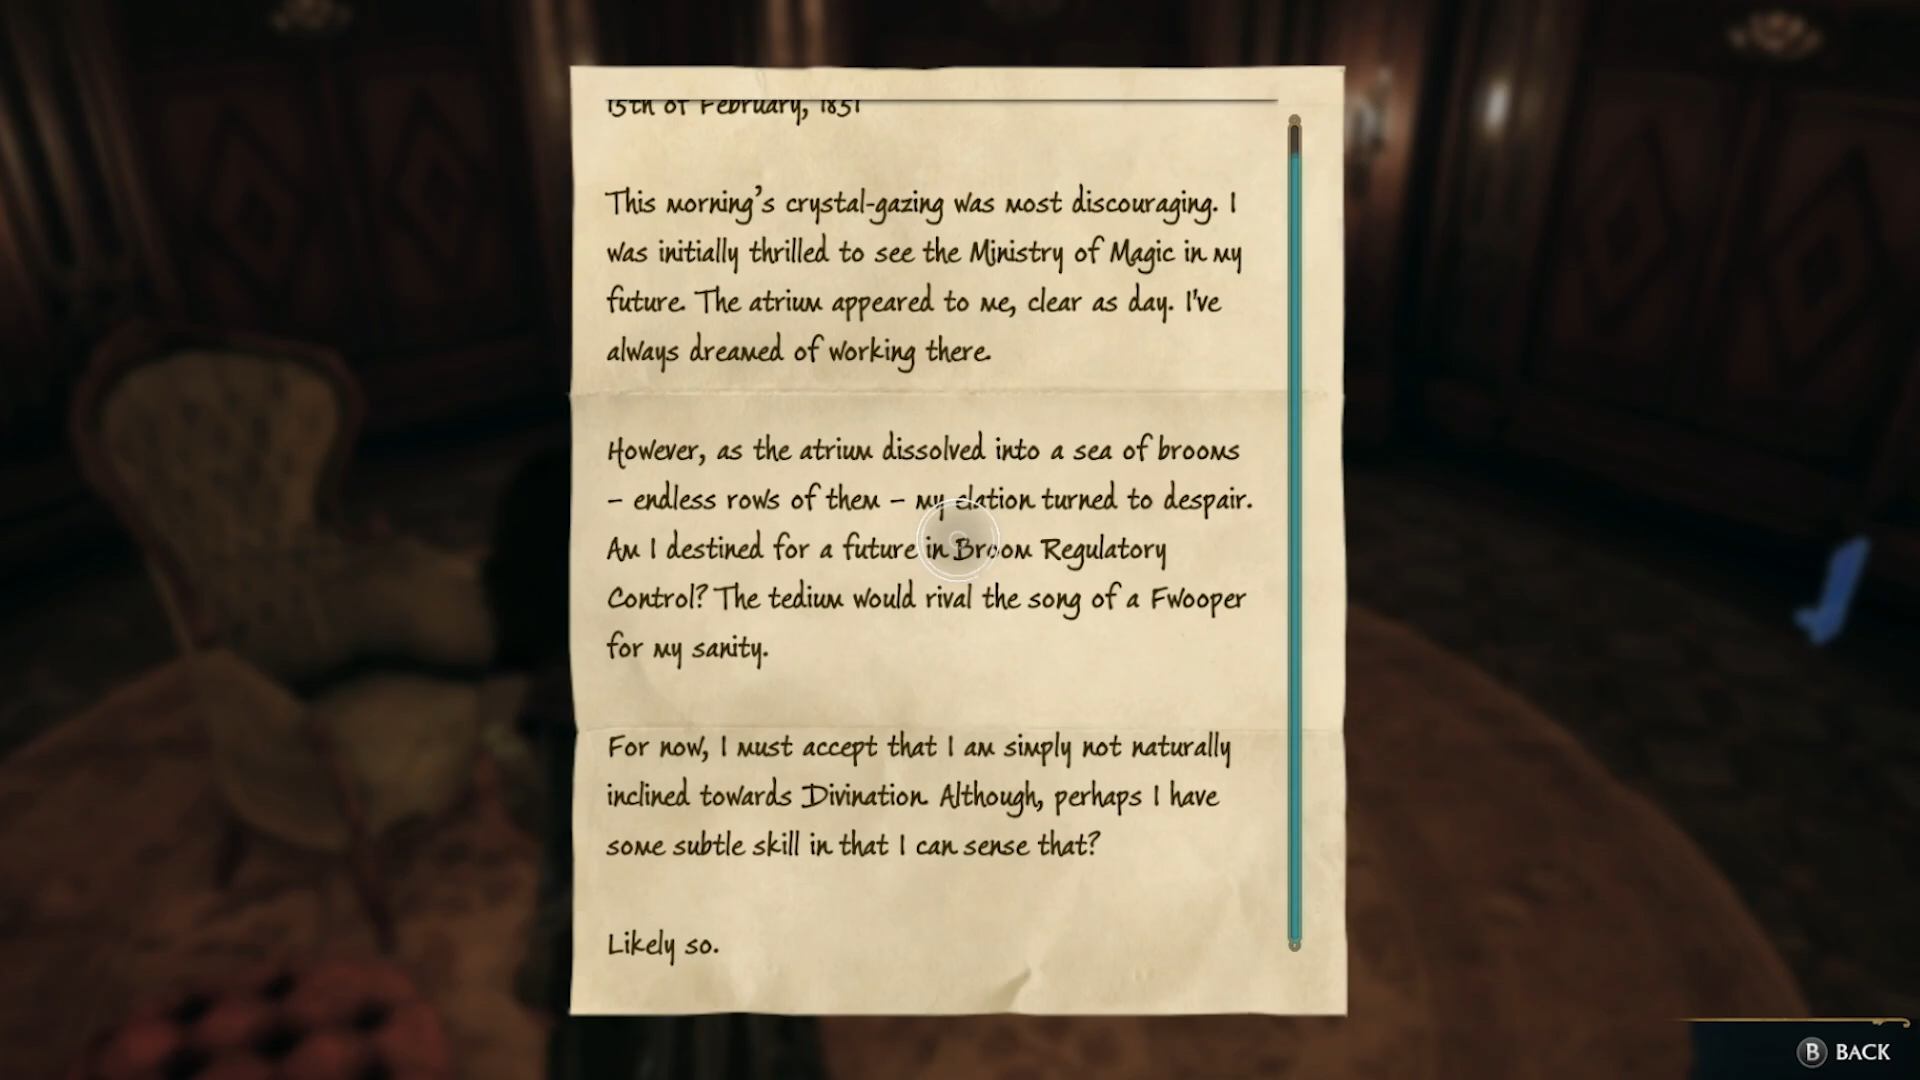 15th of February, 1851
This morning's crystal-gazing was most discouraging. I
was initially thrilled to see the Ministry of Magic in my
future. The atrium appeared to me, clear as day. I've
always dreamed of working there.
However, as the atrium dissolved into a sea of brooms
– endless rows of them – my elation turned to despair.
Am I destined for a future in Broom Regulatory
Control? The tedium would rival the song of a Fwooper
for my sanity.
For now, I must accept that I am simply not naturally
inclined towards Divination. Although, perhaps I have
some subtle skill in that I can sense that?
Likely so.
B BACK